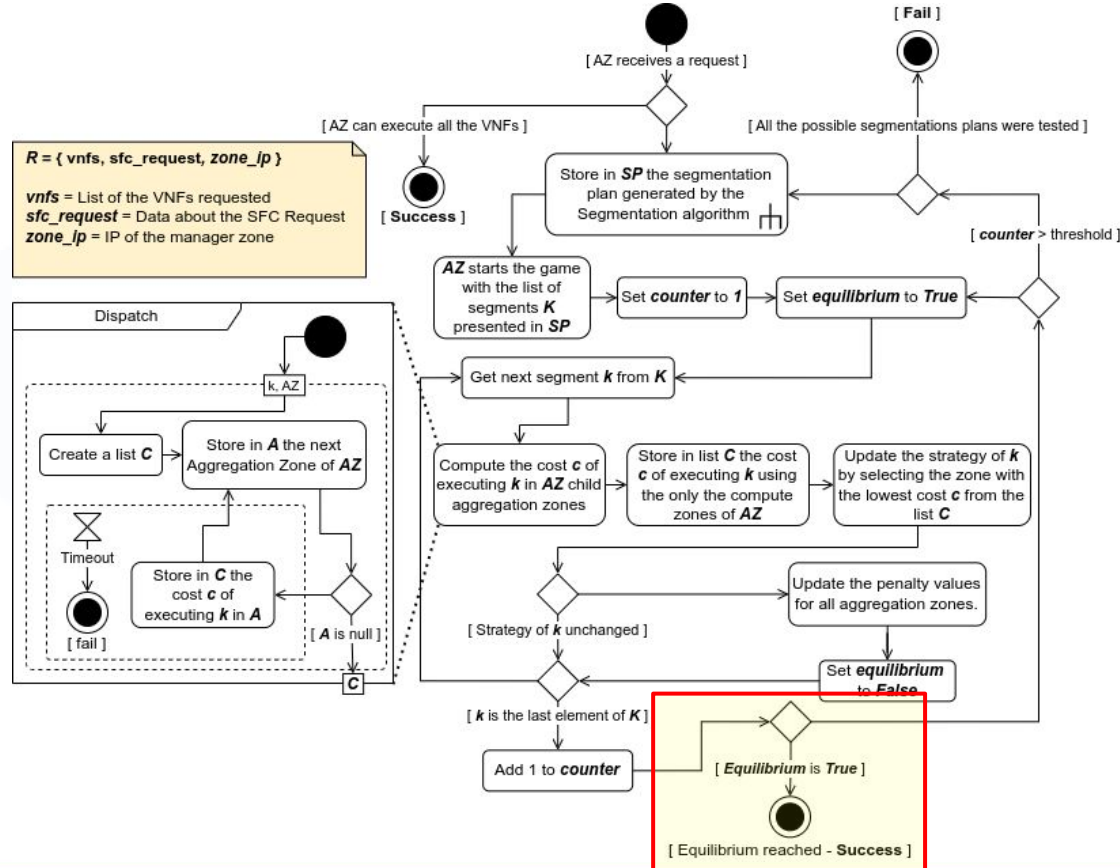 [ Fail ]
[ AZ receives a request ]
[ AZ can execute all the VNFs ]
[ All the possible segmentations plans were tested ]
R = { vnfs, sfc_request, zone_ip }
vnfs = List of the VNFs requested
sfc_request = Data about the SFC Request
zone_ip = IP of the manager zone
[ Success ]
Store in SP the segmentation
plan generated by the
Segmentation algorithm
[ counter > threshold ]
AZ starts the game
with the list of
segments K
presented in SP
Set counter to 1
Set equilibrium to True
Dispatch
k, AZ
Create a list C
Store in A the next
Aggregation Zone of AZ
Timeout
[ fail ]
Store in C the
cost c of
executing k in A
[ A is null ]
C
Get next segment k from K
Compute the cost c of
executing k in AZ child
aggregation zones
Store in list C the cost
c of executing k using
the only the compute
zones of AZ
Update the strategy of k
by selecting the zone with
the lowest cost c from the
list C
Update the penalty values
for all aggregation zones.
[ Strategy of k unchanged ]
Set equilibrium
to False
[ k is the last element of K ]
Add 1 to counter
[ Equilibrium is True ]
[ Equilibrium reached - Success ]